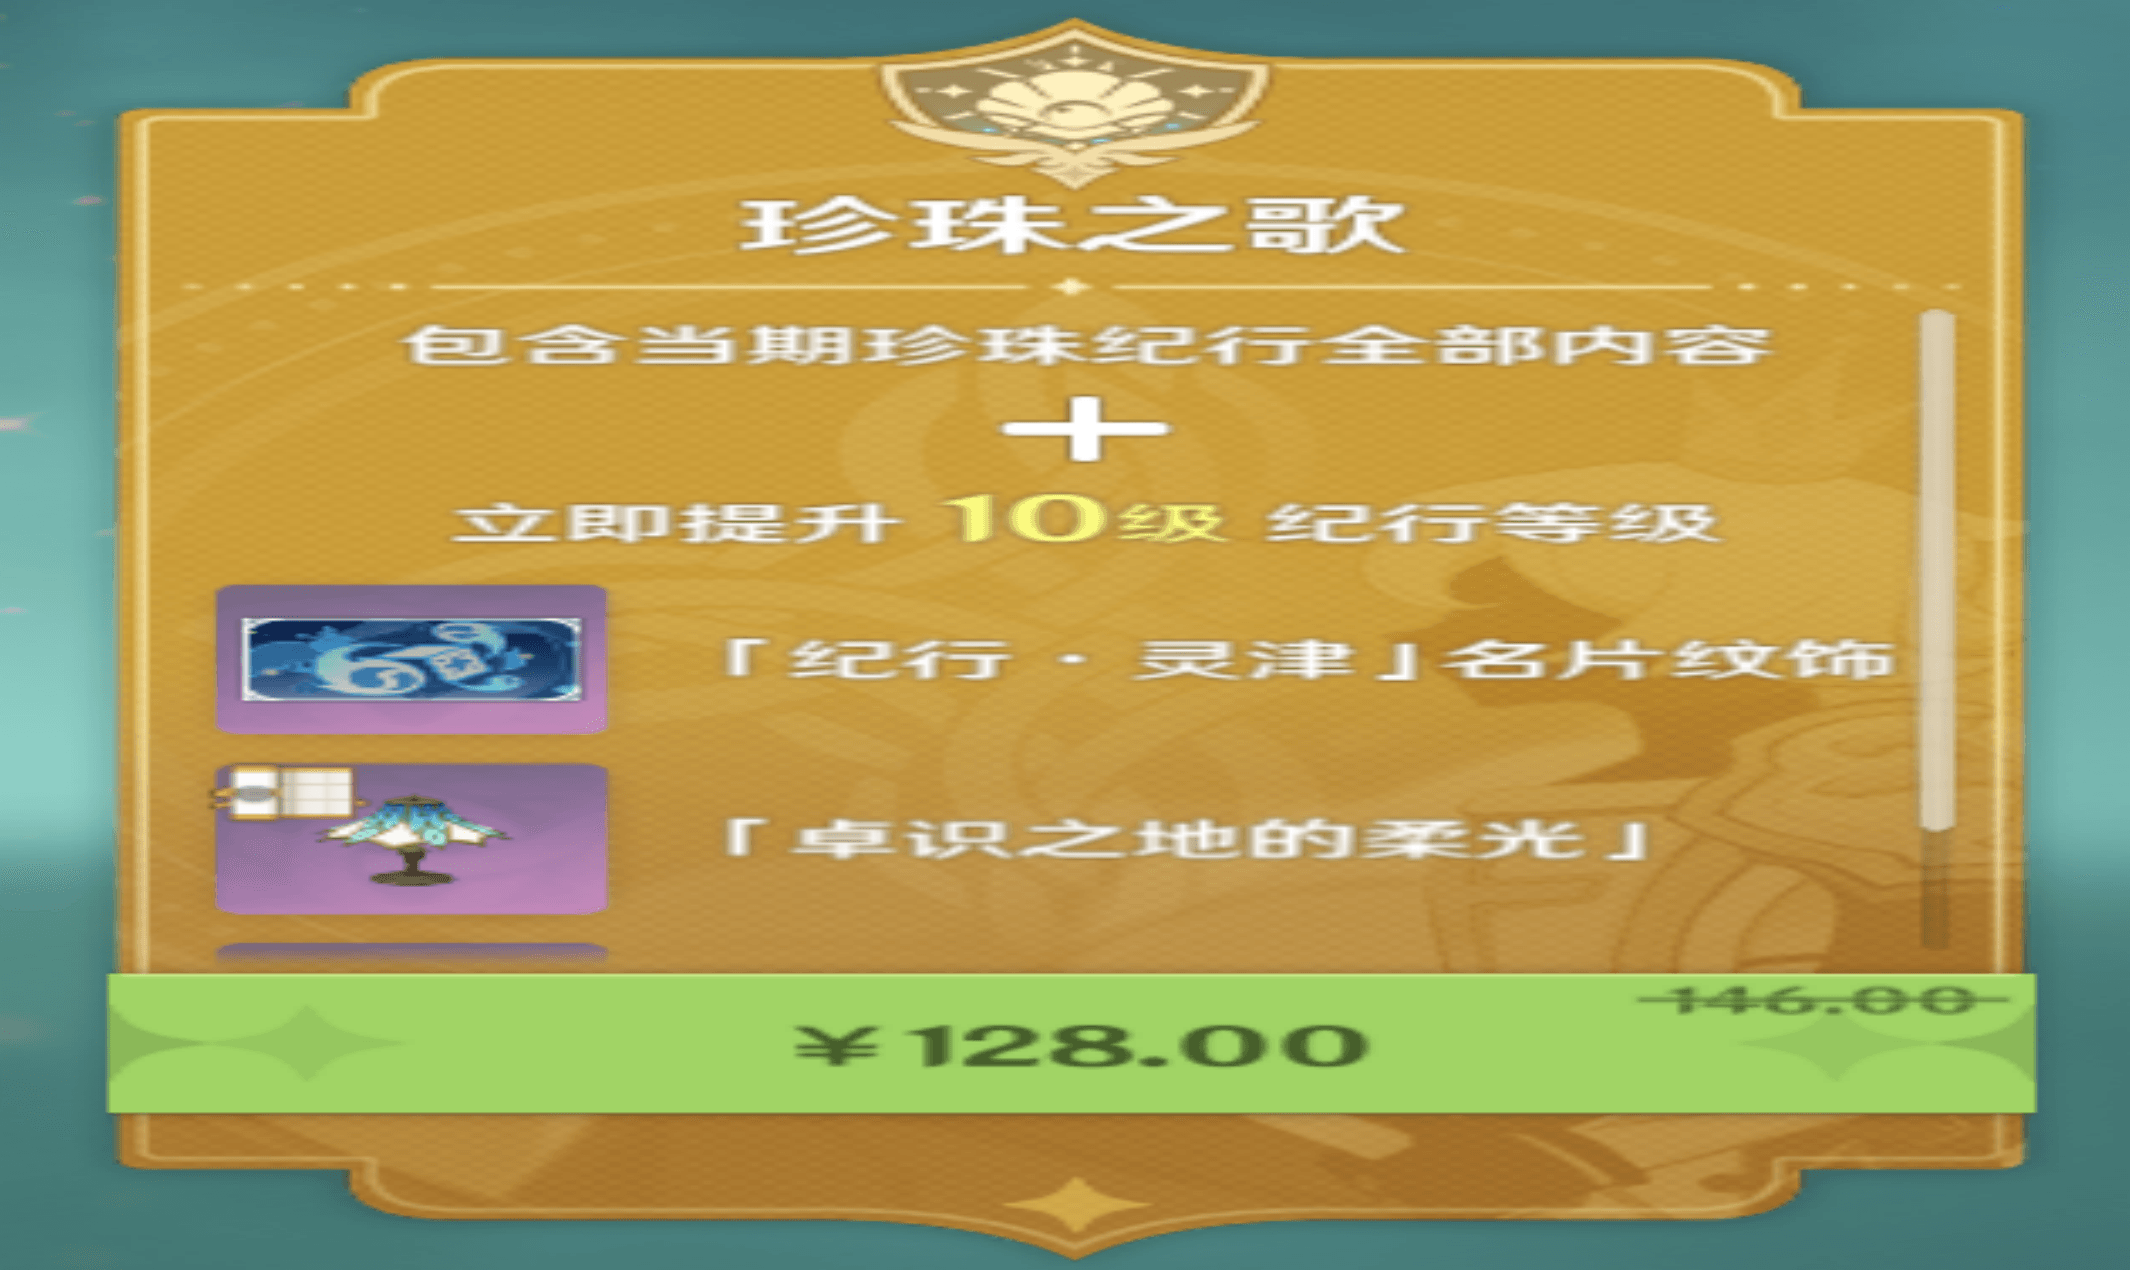 珍珠之歌
包含当期珍珠纪行全部内容
+
立即提升 10级 纪行等级
「纪行·灵津」名片纹饰
「卓识之地的柔光」
146.00
¥128.00